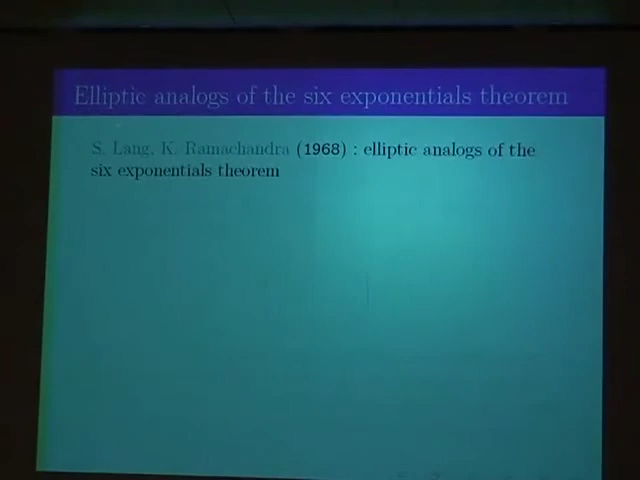 Elliptic analogs of the six exponentials theorem
S. Lang, K. Ramachandra (1968) : elliptic analogs of the
six exponentials theorem